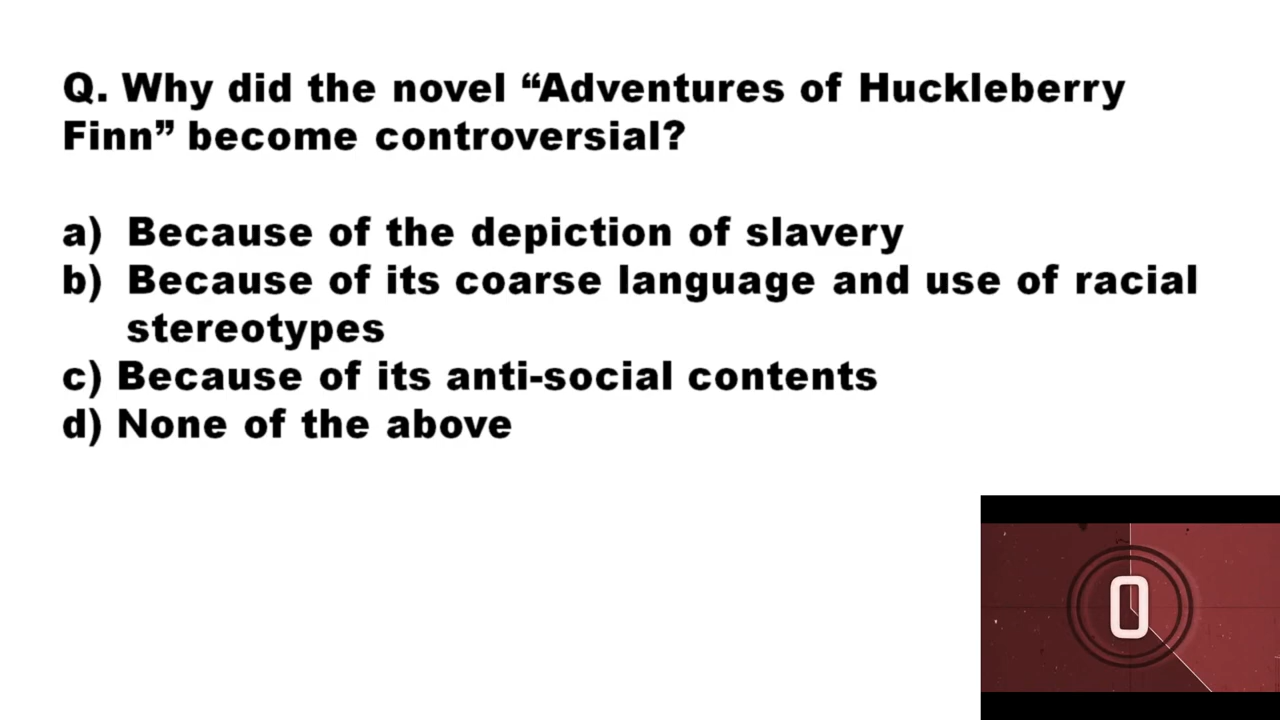 Q. Why did the novel “Adventures of Huckleberry
Finn” become controversial?
a) Because of the depiction of slavery
b) Because of its coarse language and use of racial
stereotypes
c) Because of its anti-social contents
d) None of the above
0